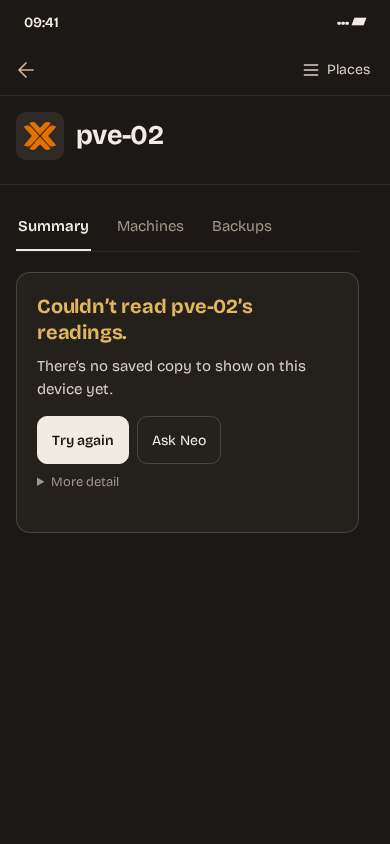 09:41
Places
pve-02
Summary
Machines
Backups
Couldn’t read pve-02’s
readings.
There’s no saved copy to show on this
device yet.
Try again
Ask Neo
More detail